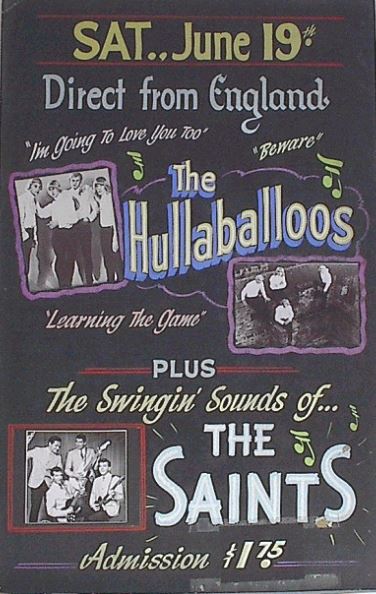 SAT., June 19th.
Direct from England
"I'm Going To Love You Too"
"Beware"
The
Hullaballoos
"Learning The Game"
PLUS
The Swingin' Sounds of...
THE
SAINTS
Admission $1.75